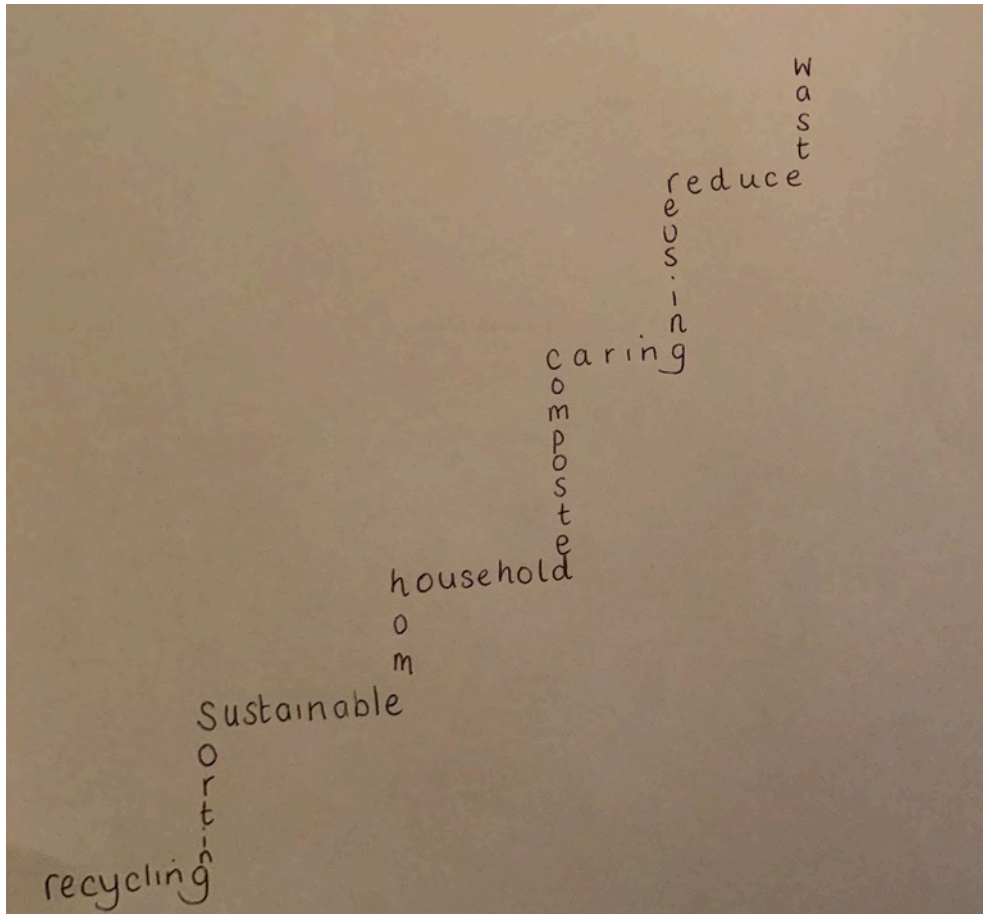 waste
reduce
reusing
caring
composted
household
home
sustainable
sorting
recycling